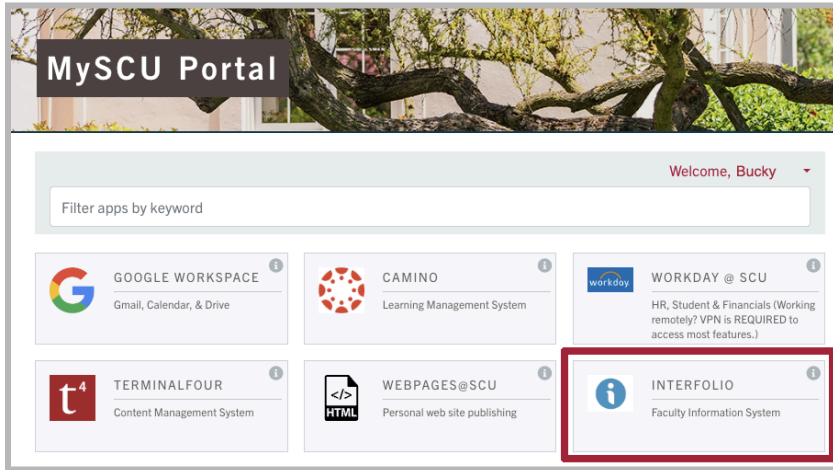 MySCU Portal
Welcome, Bucky
Filter apps by keyword
GOOGLE WORKSPACE
Gmail, Calendar, & Drive
CAMINO
Learning Management System
workday.
WORKDAY @ SCU
HR, Student & Financials (Working
remotely? VPN is REQUIRED to
access most features.)
t4
TERMINALFOUR
Content Management System
</>
HTML
WEBPAGES@SCU
Personal web site publishing
INTERFOLIO
Faculty Information System